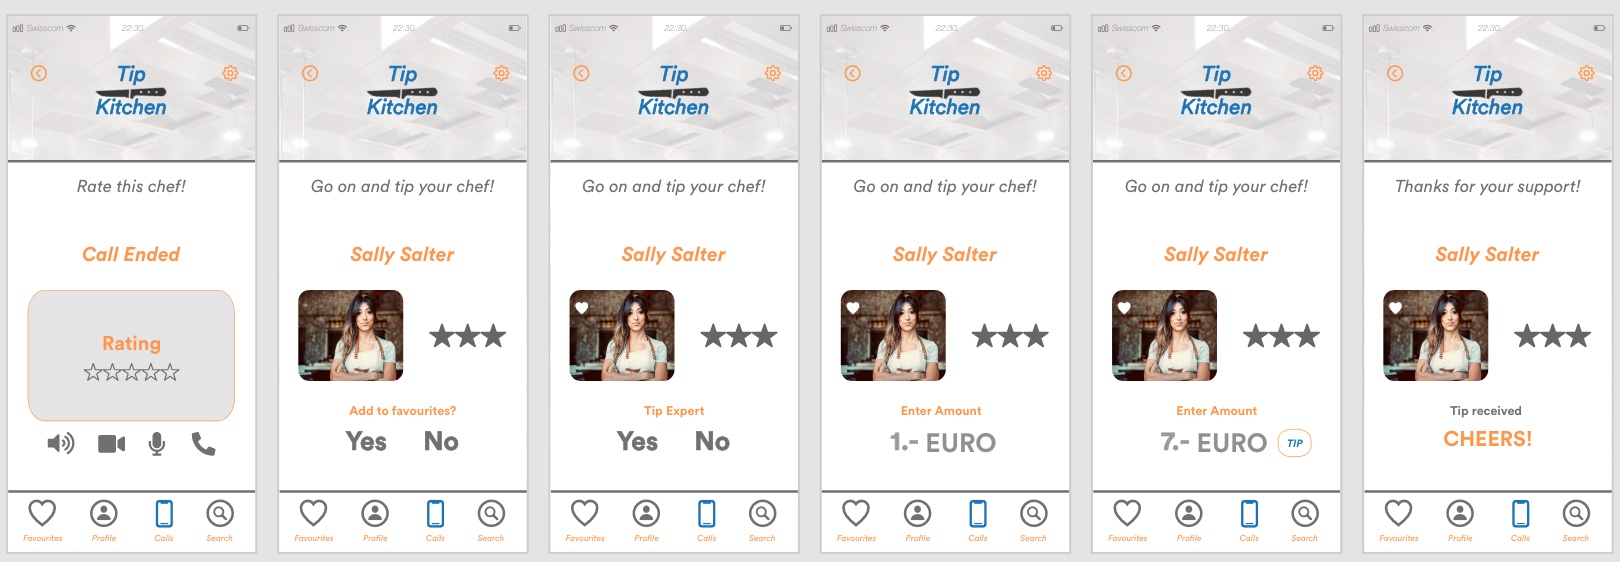 Swisscom 22:30
Tip
Kitchen
Rate this chef!
Call Ended
Rating
Favourites Profile Calls Search
Swisscom 22:30
Tip
Kitchen
Go on and tip your chef!
Sally Salter
Add to favourites?
Yes No
Favourites Profile Calls Search
Swisscom 22:30
Tip
Kitchen
Go on and tip your chef!
Sally Salter
Tip Expert
Yes No
Favourites Profile Calls Search
Swisscom 22:30
Tip
Kitchen
Go on and tip your chef!
Sally Salter
Enter Amount
1.- EURO
Favourites Profile Calls Search
Swisscom 22:30
Tip
Kitchen
Go on and tip your chef!
Sally Salter
Enter Amount
7.- EURO TIP
Favourites Profile Calls Search
Swisscom 22:30
Tip
Kitchen
Thanks for your support!
Sally Salter
Tip received
CHEERS!
Favourites Profile Calls Search